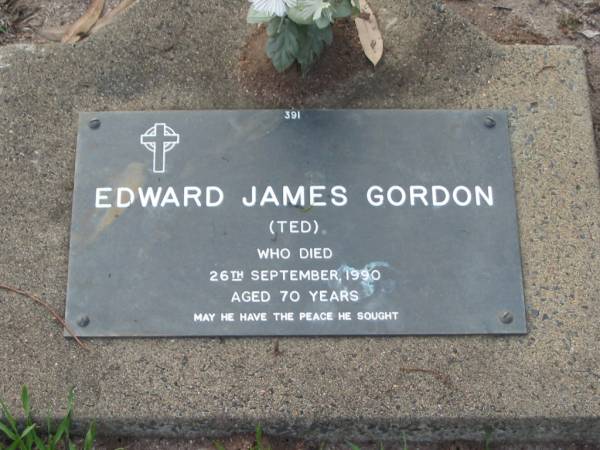 391
EDWARD JAMES GORDON
(TED)
WHO DIED
26TH SEPTEMBER, 1990
AGED 70 YEARS
MAY HE HAVE THE PEACE HE SOUGHT